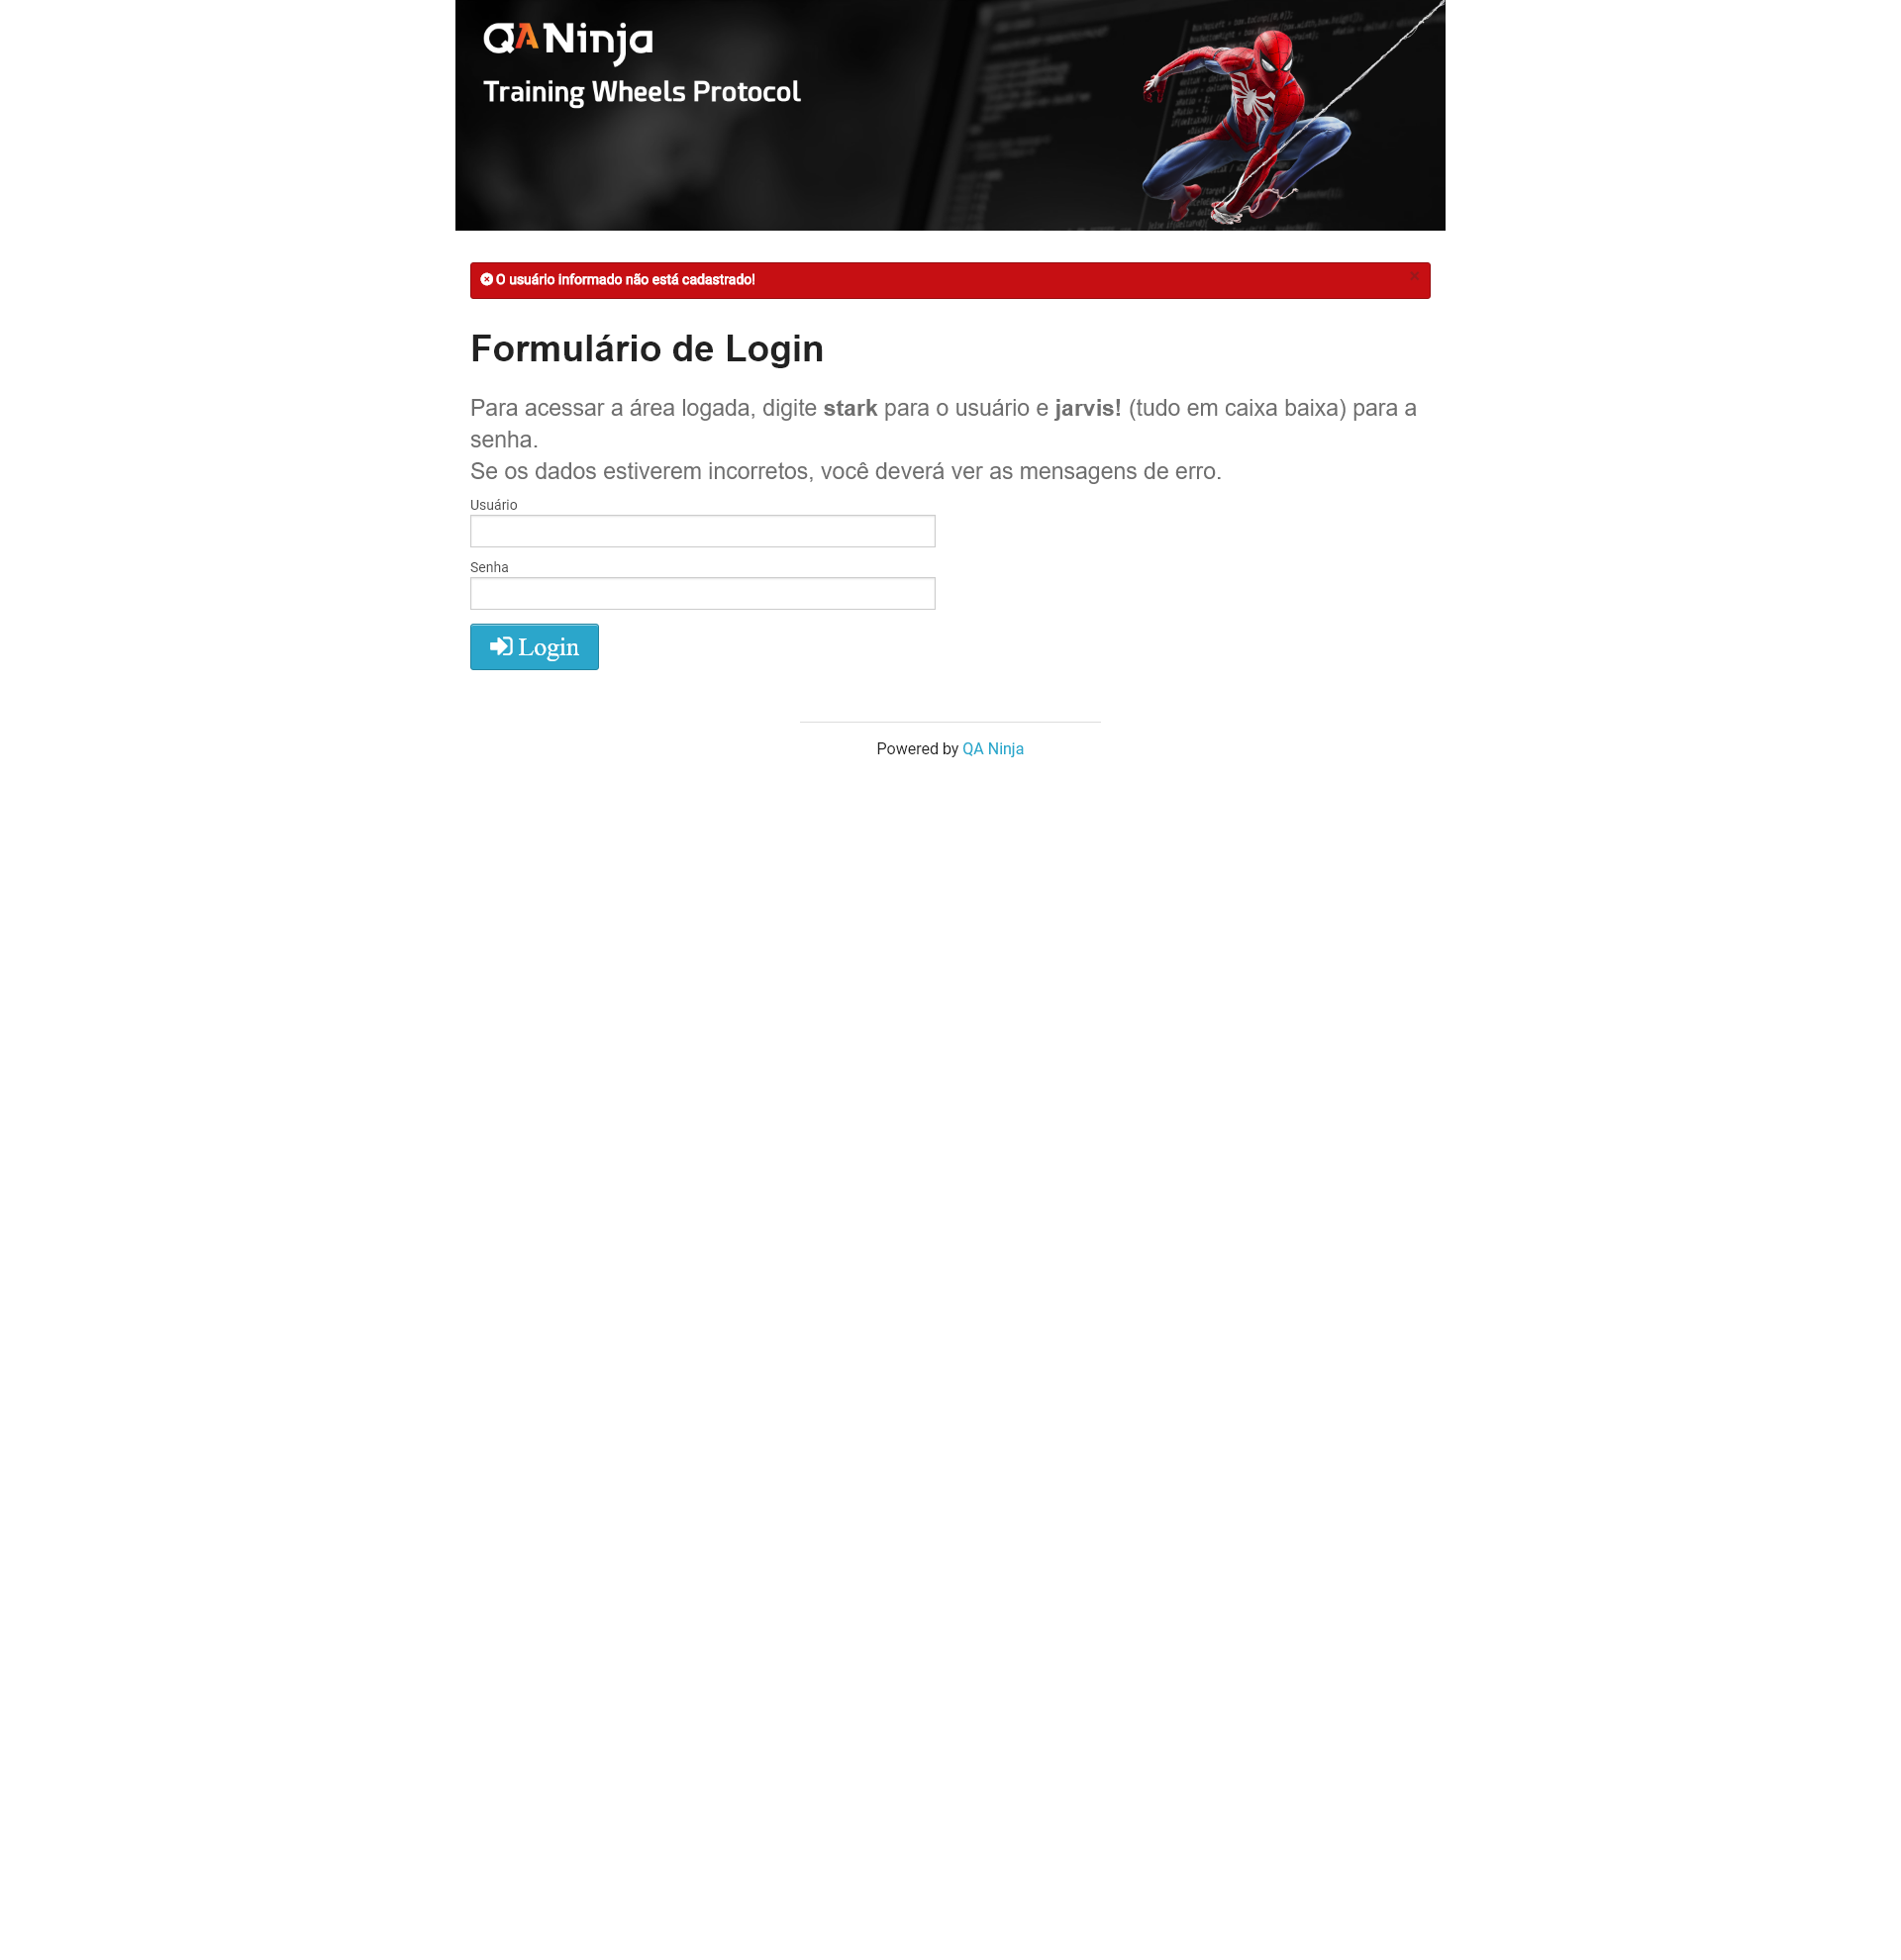 QA Ninja
Training Wheels Protocol
O usuário informado não está cadastrado!
×
Formulário de Login
Para acessar a área logada, digite stark para o usuário e jarvis! (tudo em caixa baixa) para a
senha.
Se os dados estiverem incorretos, você deverá ver as mensagens de erro.
Usuário
Senha
Login
Powered by QA Ninja